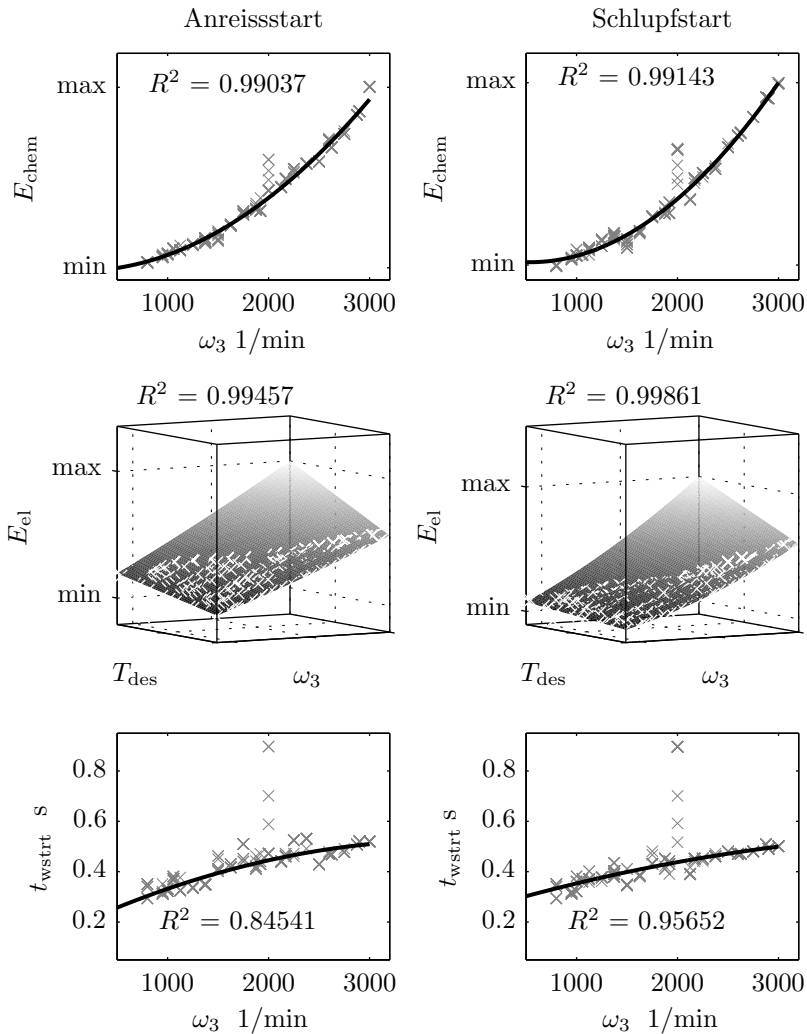 Anreissstart
Schlupfstart
R² = 0.99037
max
E_chem
min
1000 2000 3000
ω₃ 1/min
R² = 0.99143
max
E_chem
min
1000 2000 3000
ω₃ 1/min
R² = 0.99457
max
E_el
min
T_des
ω₃
R² = 0.99861
max
E_el
min
T_des
ω₃
0.8
0.6
0.4
0.2
t_wstrt s
R² = 0.84541
1000 2000 3000
ω₃ 1/min
0.8
0.6
0.4
0.2
t_wstrt s
R² = 0.95652
1000 2000 3000
ω₃ 1/min